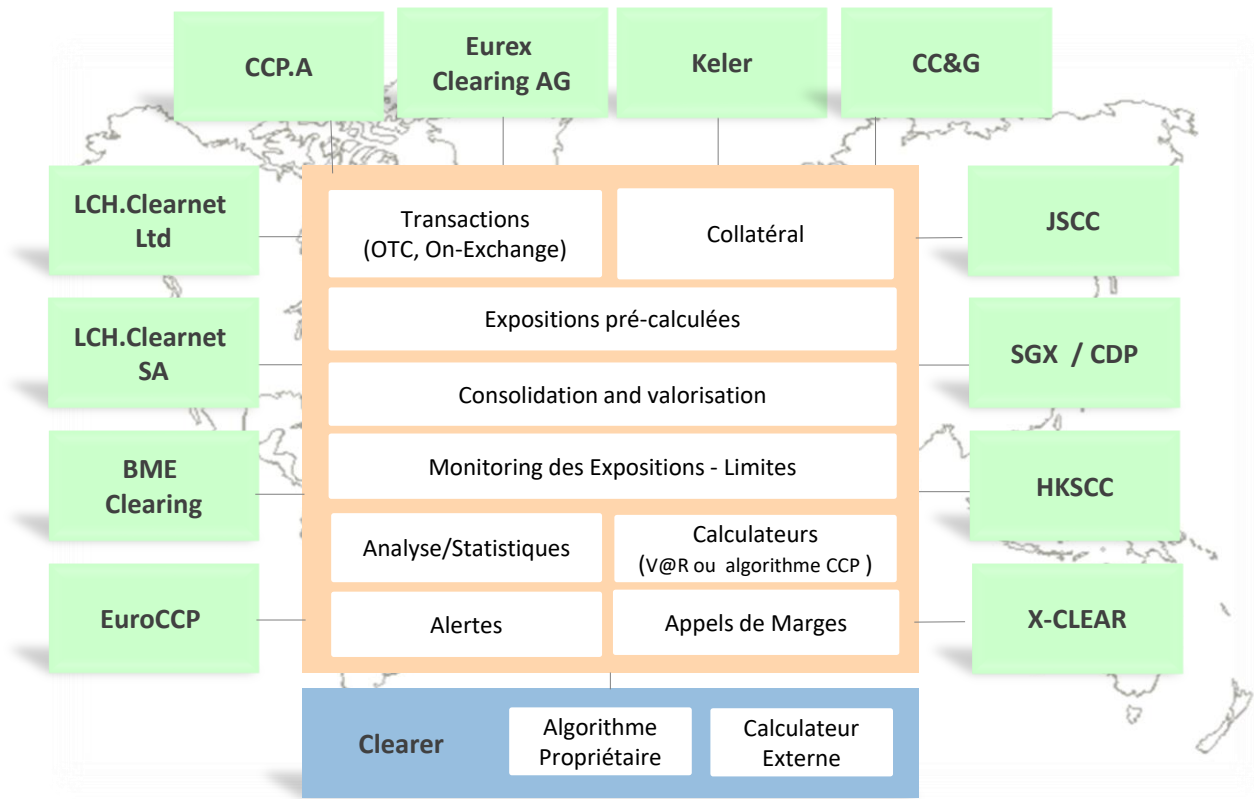 CCP.A
Eurex
Clearing AG
Keler
CC&G
LCH.Clearnet
Ltd
LCH.Clearnet
SA
BME
Clearing
EuroCCP
Transactions
(OTC, On-Exchange)
Collatéral
Expositions pré-calculées
Consolidation and valorisation
Monitoring des Expositions - Limites
Analyse/Statistiques
Calculateurs
(V@R ou algorithme CCP )
Alertes
Appels de Marges
JSCC
SGX / CDP
HKSCC
X-CLEAR
Clearer
Algorithme
Propriétaire
Calculateur
Externe